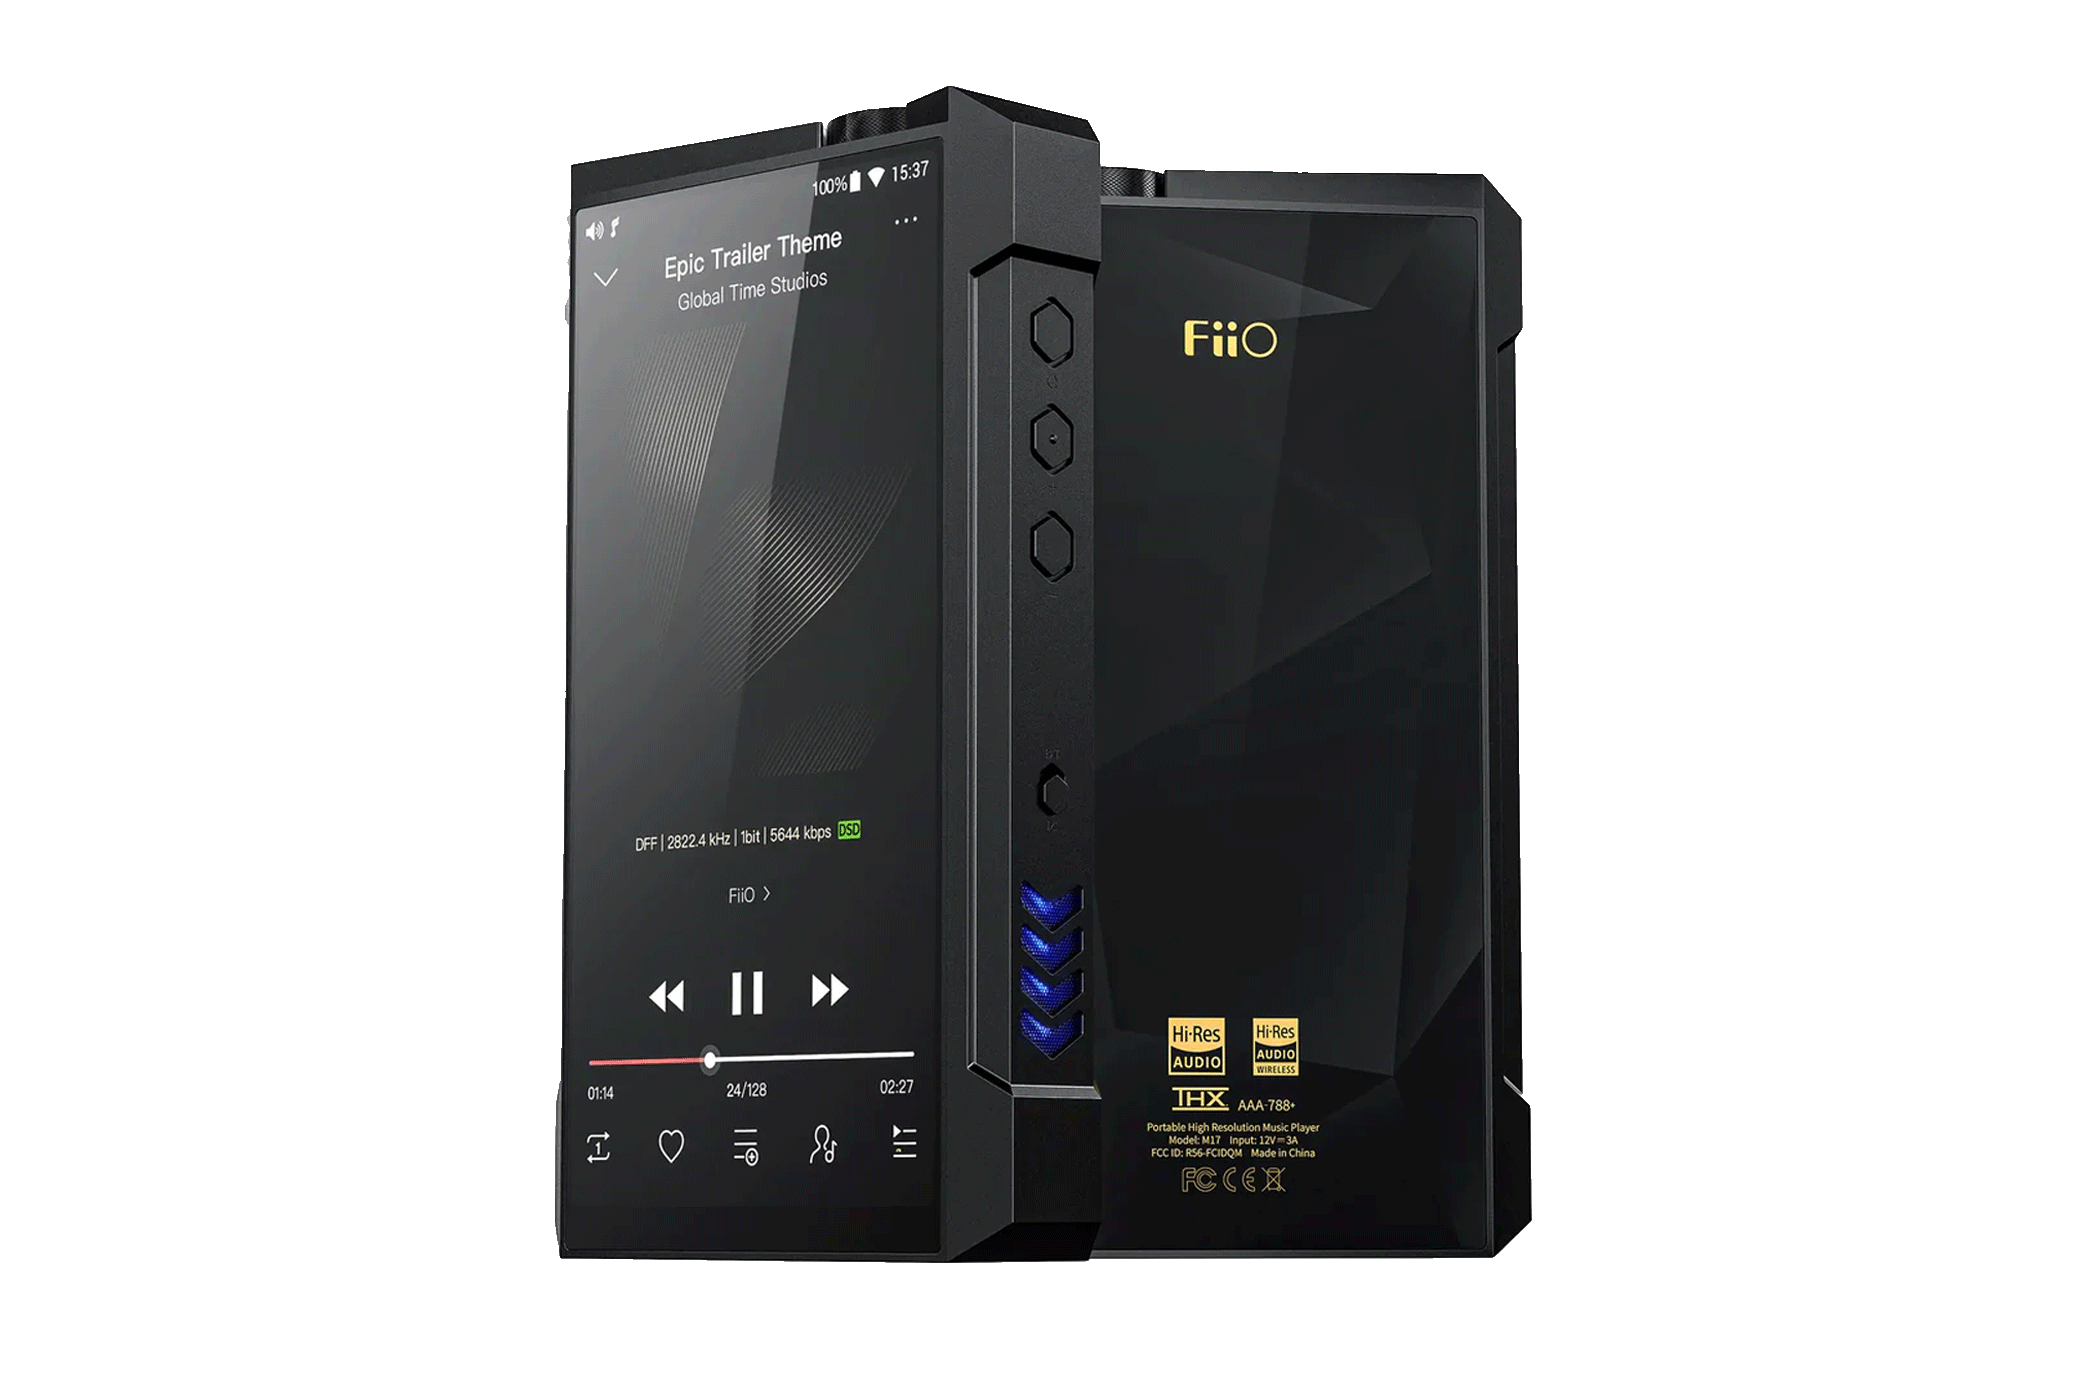 100% 15:37
Epic Trailer Theme
Global Time Studios
DFF | 2822.4 kHz | 1bit | 5644 kbps DSD
FiiO >
01:14 24/128 02:27
1
FiiO
Hi-Res
AUDIO
Hi-Res
AUDIO
WIRELESS
THX AAA-788+
Portable High Resolution Music Player
Model: M17 Input: 12V⎓3A
FCC ID: R56-FCIDQM Made in China
FC CE